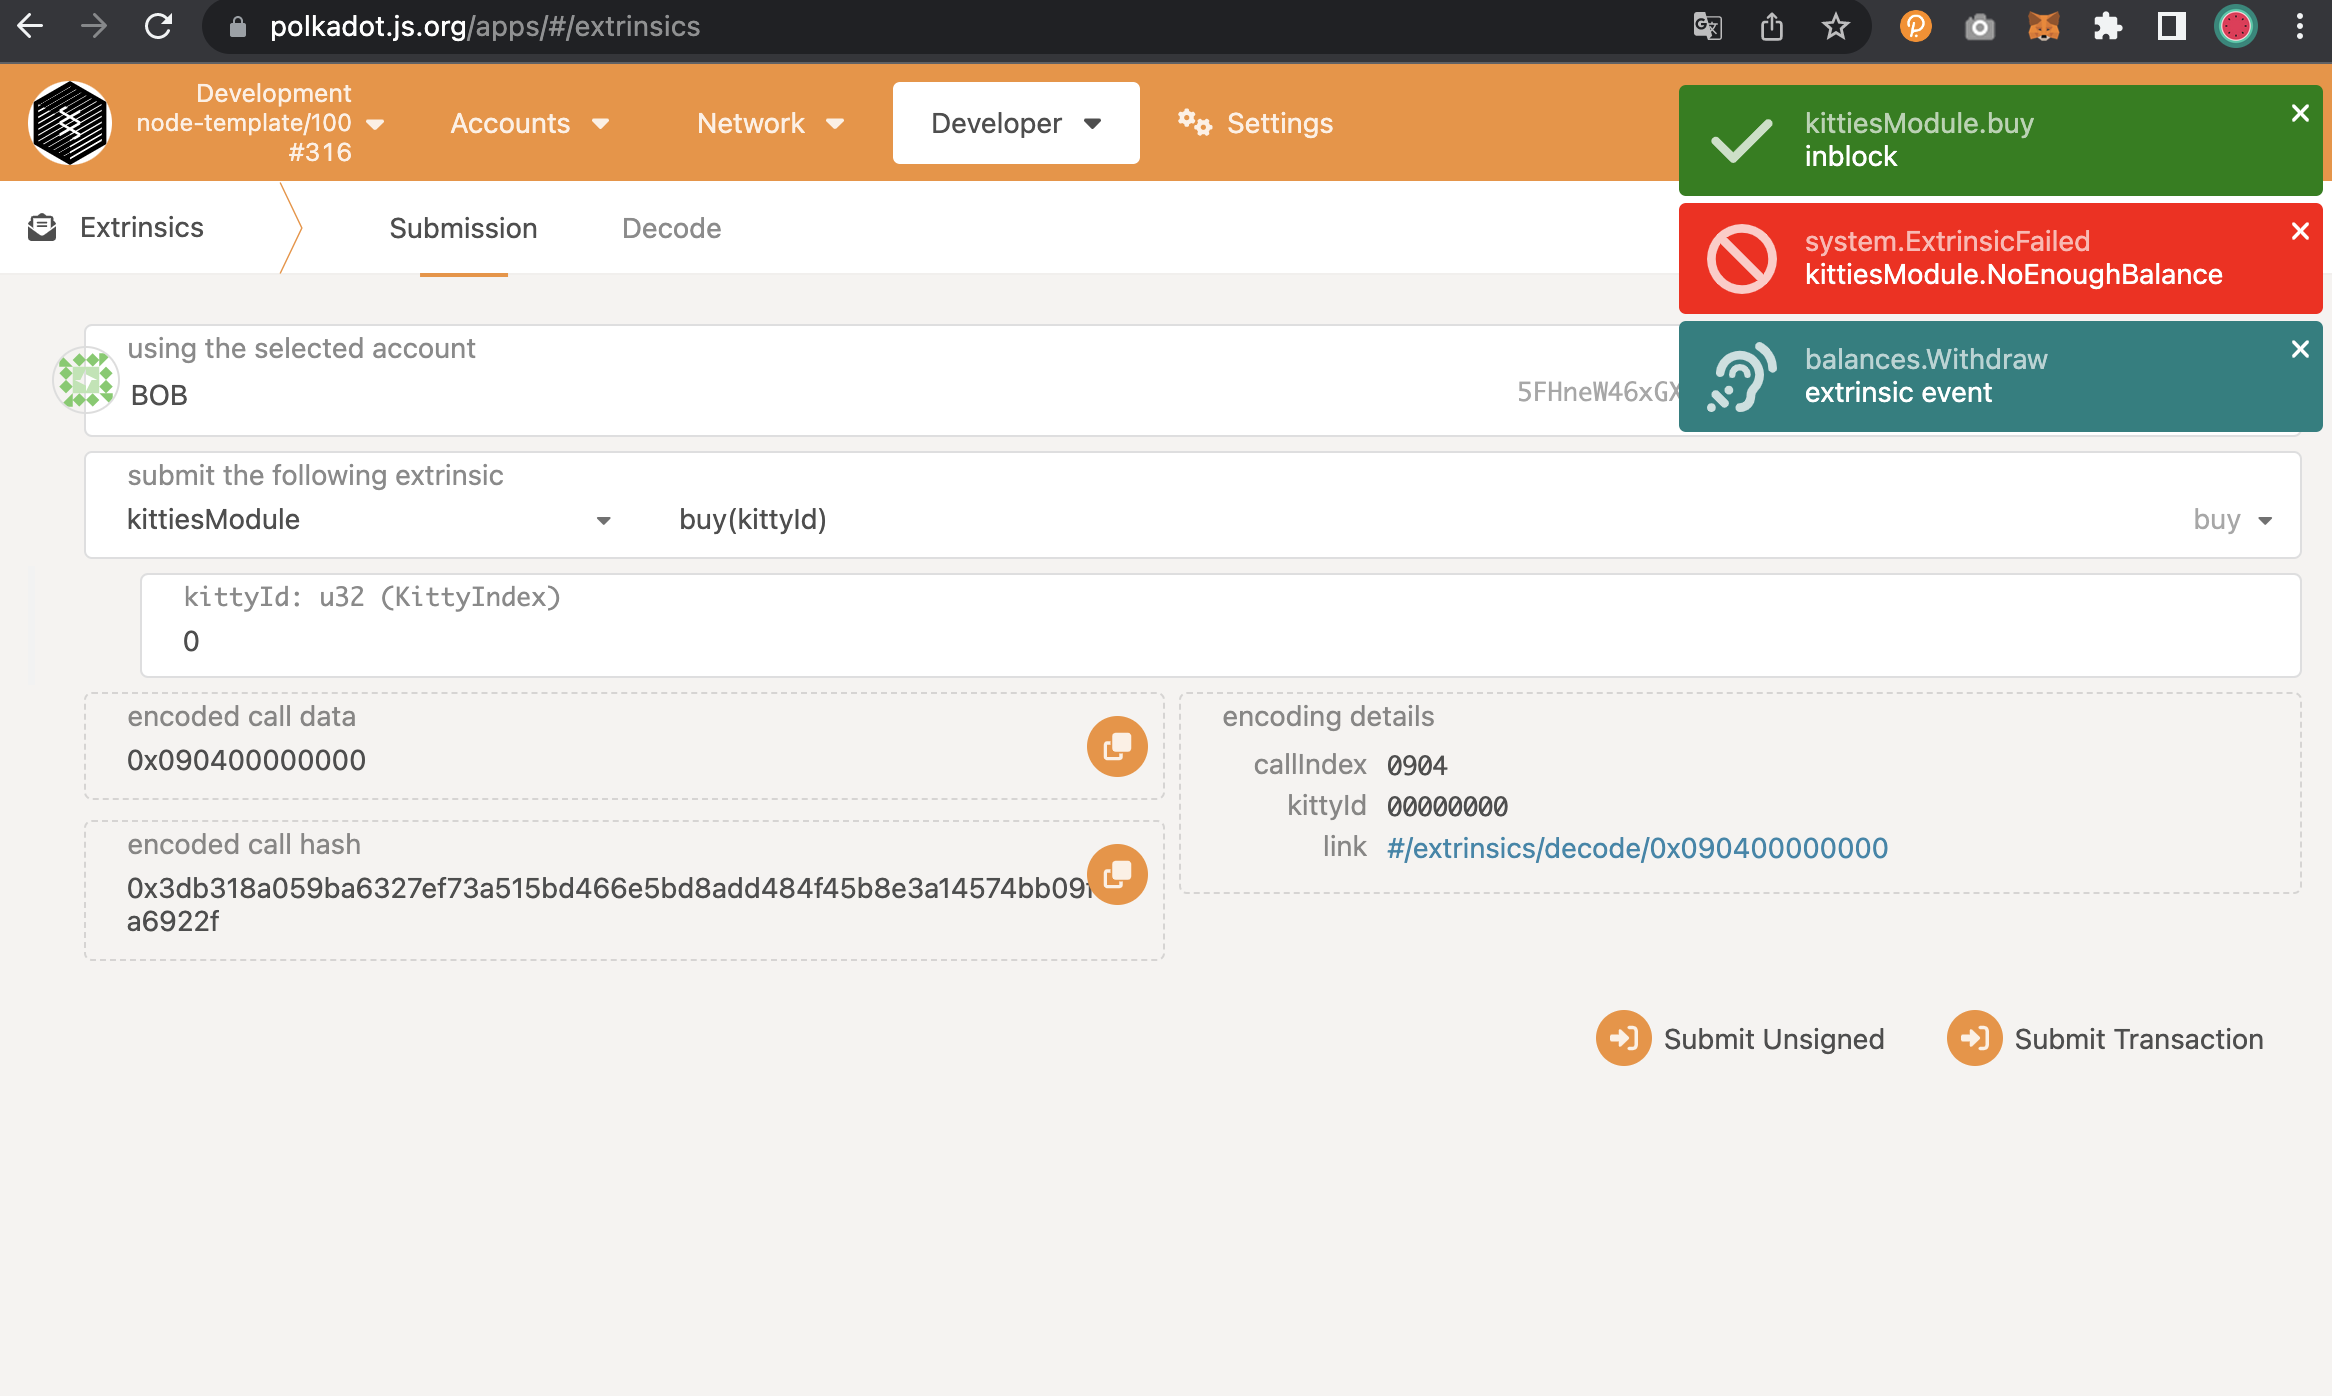 polkadot.js.org/apps/#/extrinsics
Development
node-template/100
#316
Accounts
Network
Developer
Settings
kittiesModule.buy
inblock
system.ExtrinsicFailed
kittiesModule.NoEnoughBalance
balances.Withdraw
extrinsic event
Extrinsics
Submission
Decode
using the selected account
BOB
5FHneW46xGX
submit the following extrinsic
kittiesModule
buy(kittyId)
buy
kittyId: u32 (KittyIndex)
0
encoded call data
0x090400000000
encoding details
callIndex 0904
kittyId 00000000
link #/extrinsics/decode/0x090400000000
encoded call hash
0x3db318a059ba6327ef73a515bd466e5bd8add484f45b8e3a14574bb09f
a6922f
Submit Unsigned
Submit Transaction